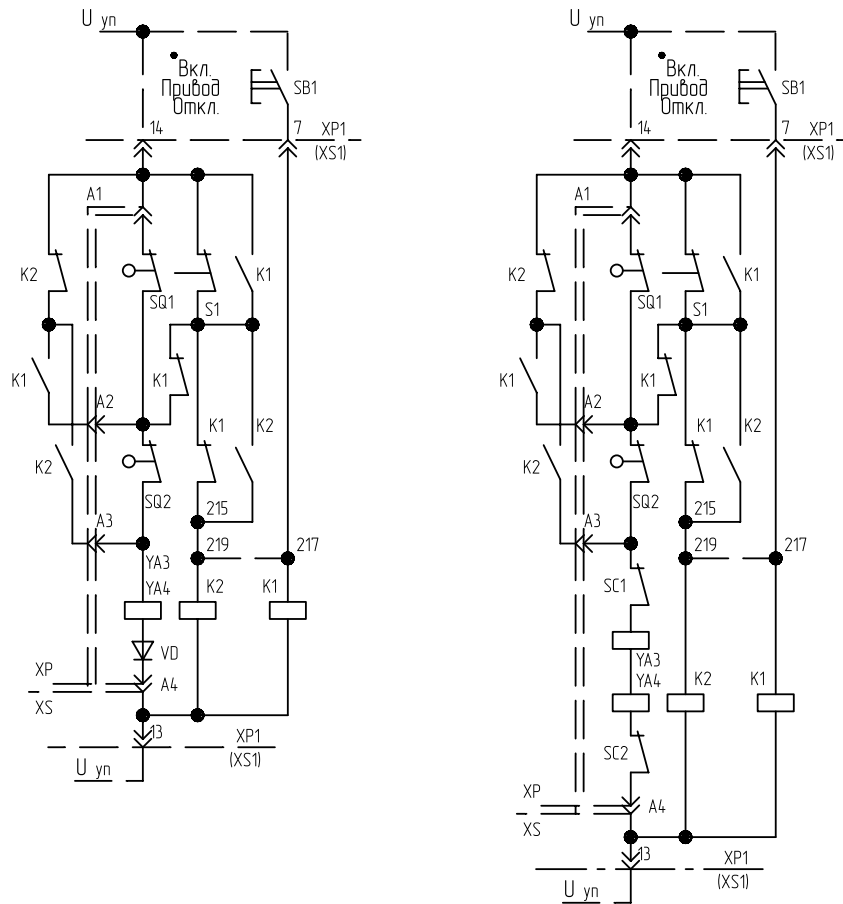 U уп
Вкл.
Привод
Откл.
SB1
14
7
XP1
(XS1)
A1
K2
SQ1
S1
K1
K1
K1
A2
K1
K2
K2
SQ2
A3
215
219
217
YA3
YA4
K2
K1
VD
XP
XS
A4
13
XP1
(XS1)
U уп
U уп
Вкл.
Привод
Откл.
SB1
14
7
XP1
(XS1)
A1
K2
SQ1
S1
K1
K1
K1
A2
K1
K2
K2
SQ2
A3
215
219
217
SC1
YA3
YA4
K2
K1
SC2
XP
XS
A4
13
XP1
(XS1)
U уп